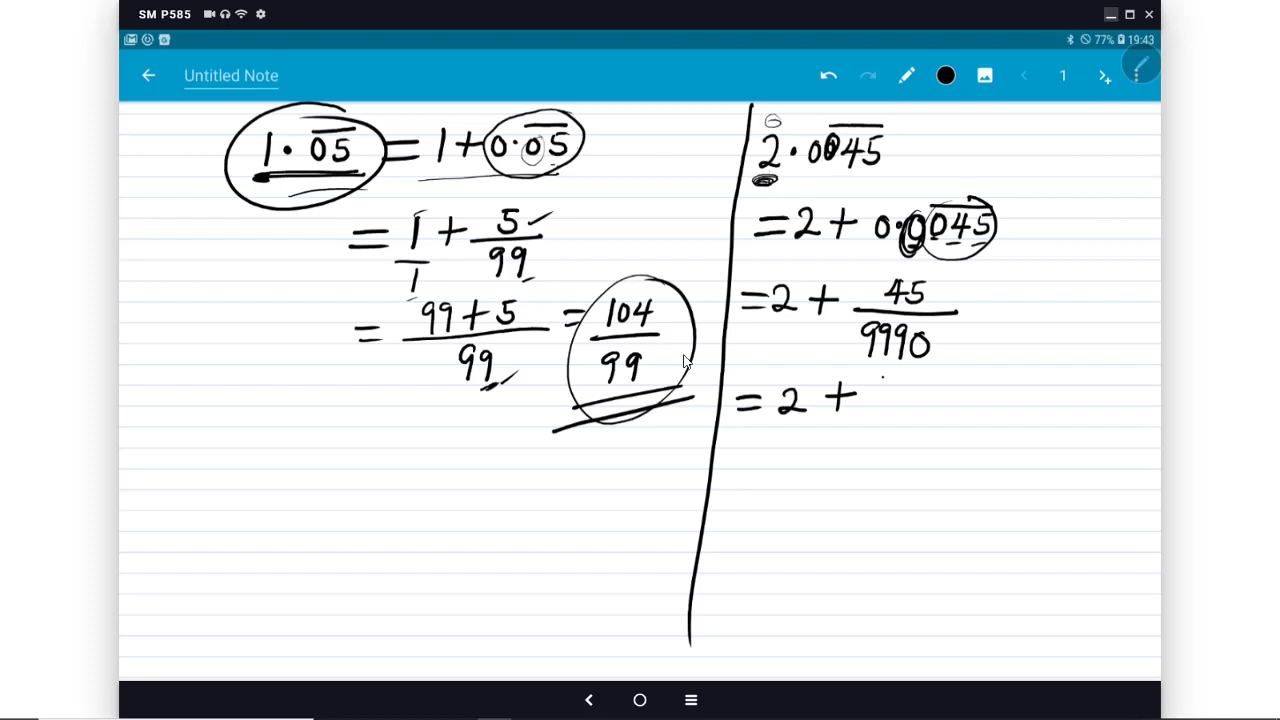 SM P585
77% 19:43
Untitled Note
1
1·0̅5̅ = 1 + 0·0̅5̅
= 1/1 + 5/99
= 99 + 5/99 = 104/99
2·00̅4̅5̅
= 2 + 0·00̅4̅5̅
= 2 + 45/9990
= 2 +